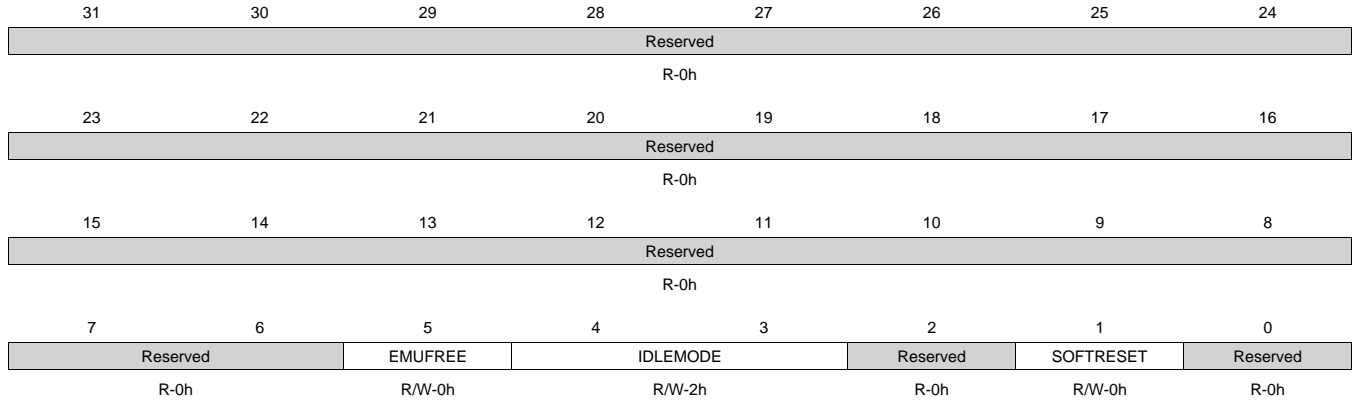 31 30 29 28 27 26 25 24
Reserved
R-0h
23 22 21 20 19 18 17 16
Reserved
R-0h
15 14 13 12 11 10 9 8
Reserved
R-0h
7 6 5 4 3 2 1 0
Reserved EMUFREE IDLEMODE Reserved SOFTRESET Reserved
R-0h R/W-0h R/W-2h R-0h R/W-0h R-0h